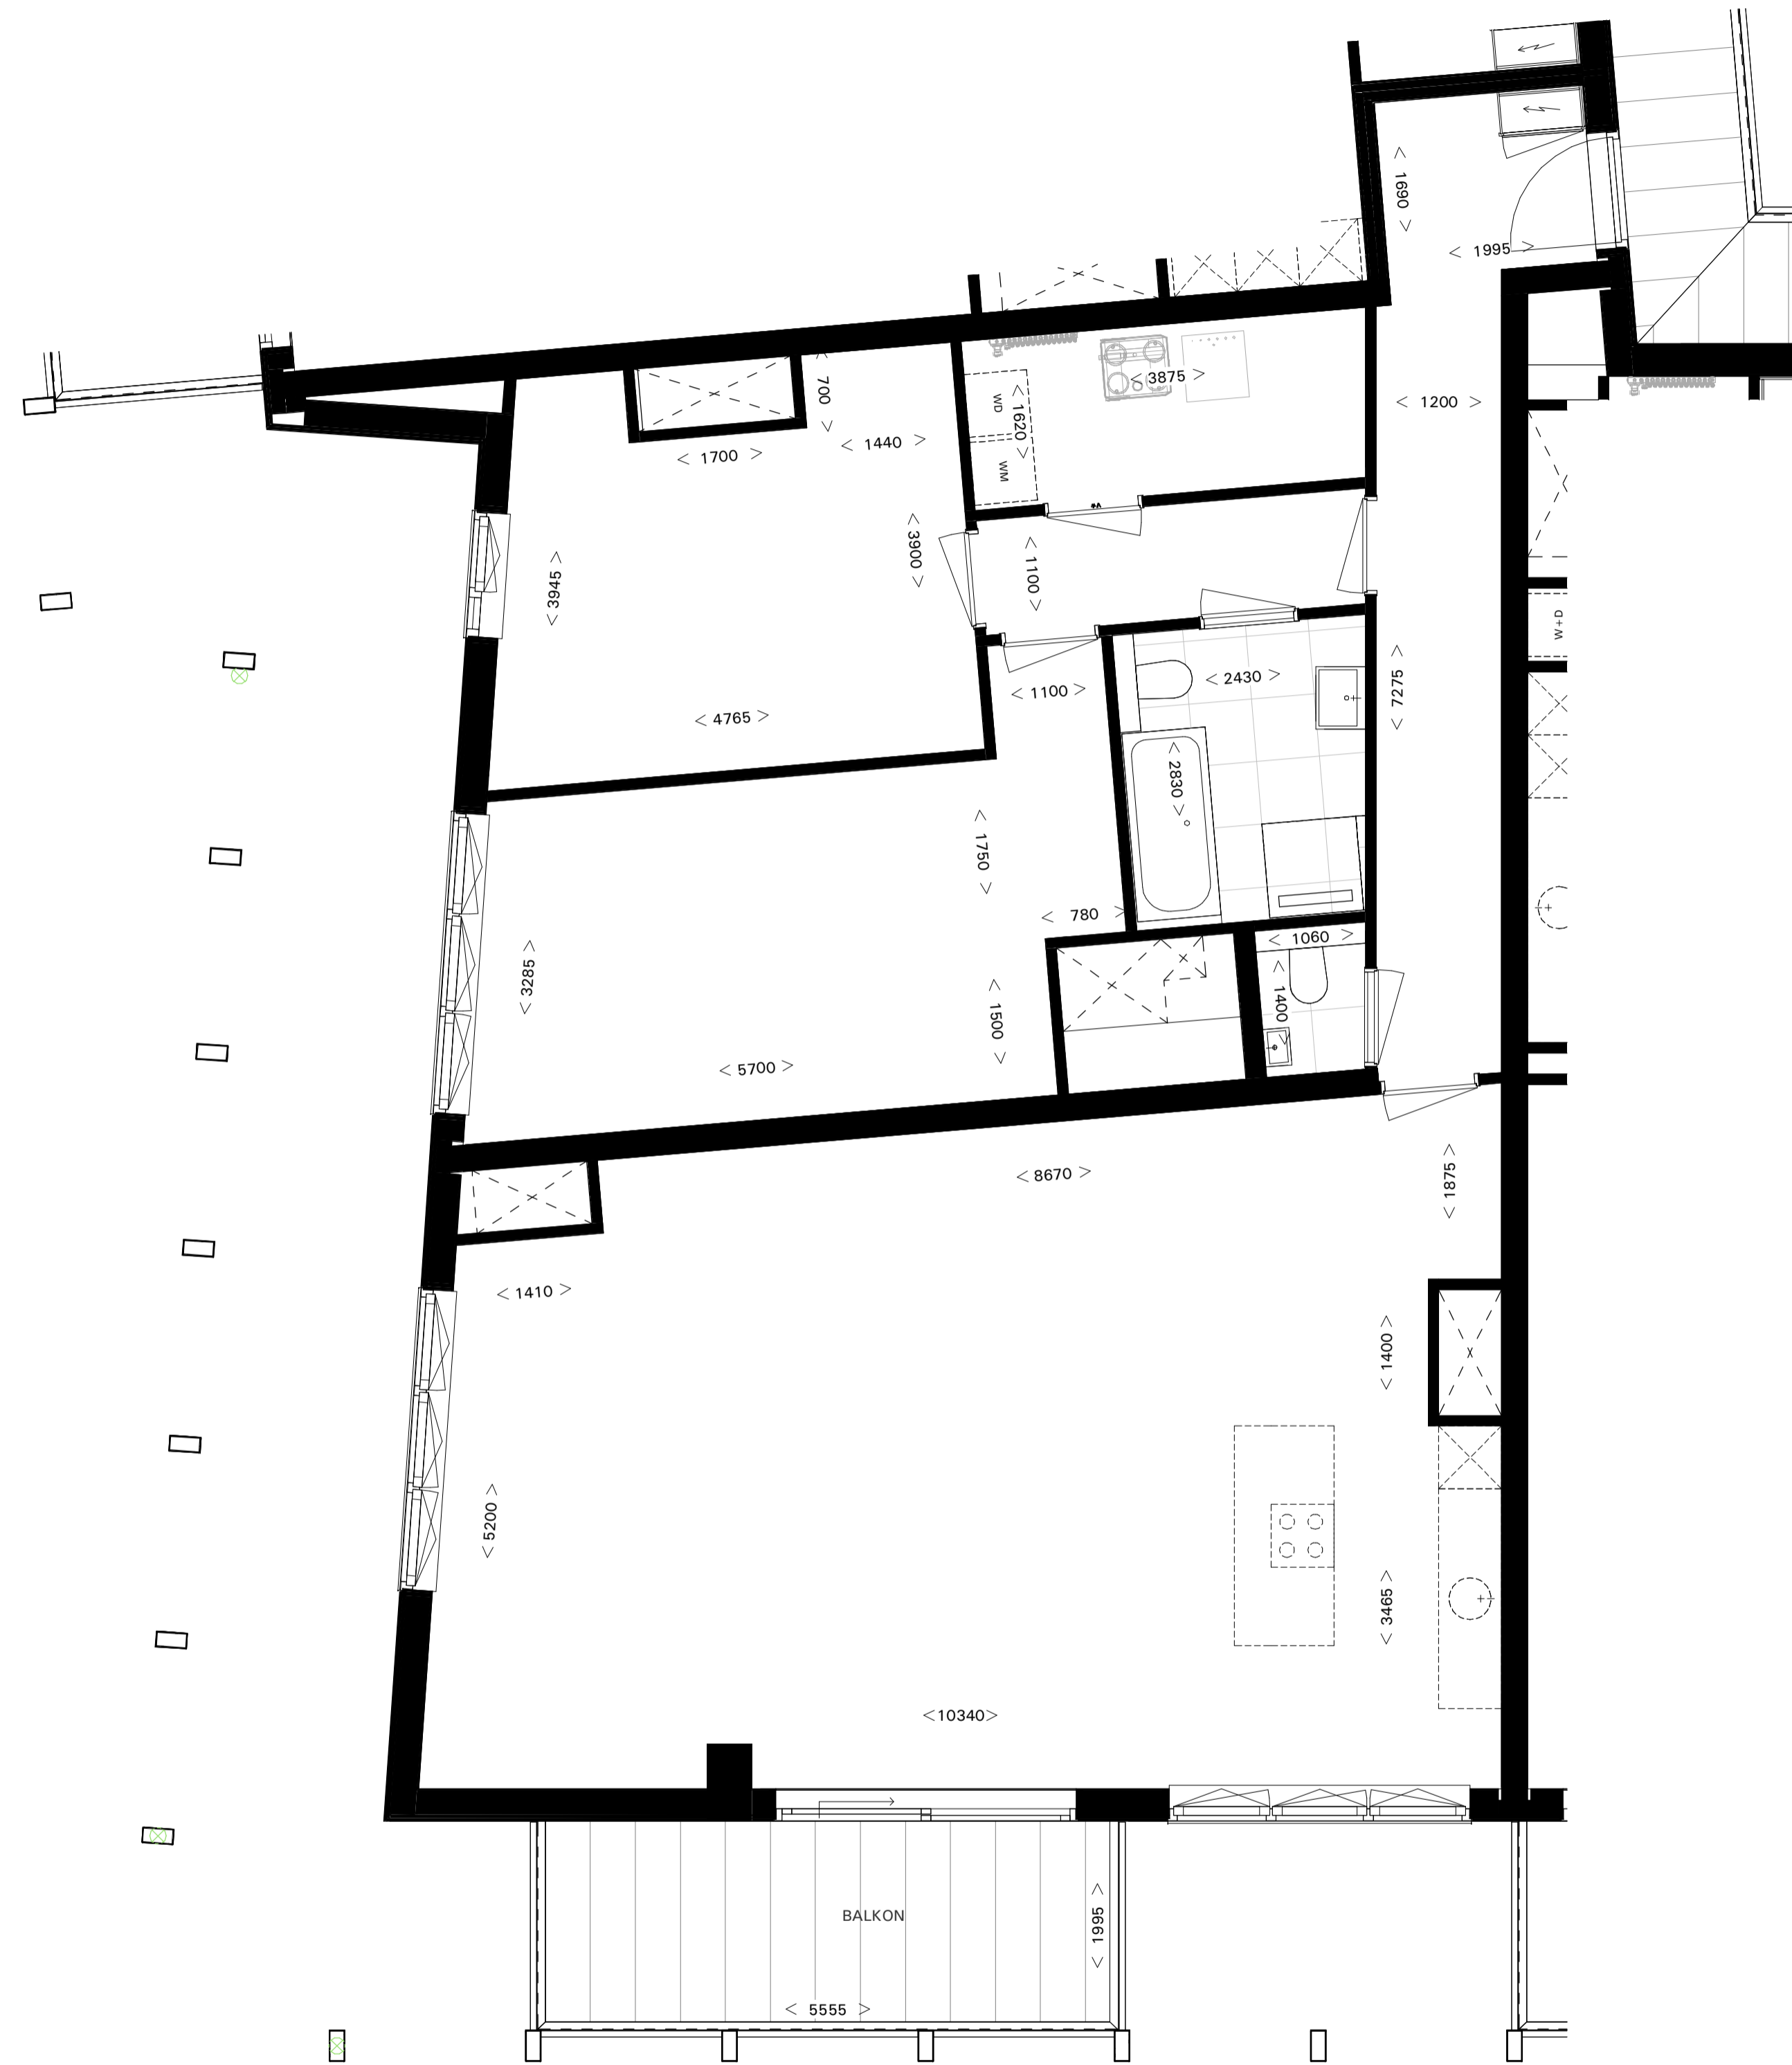 < 1690 >
< 1995 >
< 3875 >
< 1200 >
< 700 >
< 1440 >
< 1700 >
WD
< 1620 >
WM
< 3900 >
< 1100 >
< 3945 >
< 2430 >
< 1100 >
< 7275 >
W+D
< 4765 >
< 2830 >
< 1750 >
< 780 >
< 1060 >
< 3285 >
< 1500 >
< 1400 >
< 5700 >
< 8670 >
< 1875 >
< 1410 >
< 1400 >
< 5200 >
< 3465 >
<10340>
BALKON
< 1995 >
< 5555 >